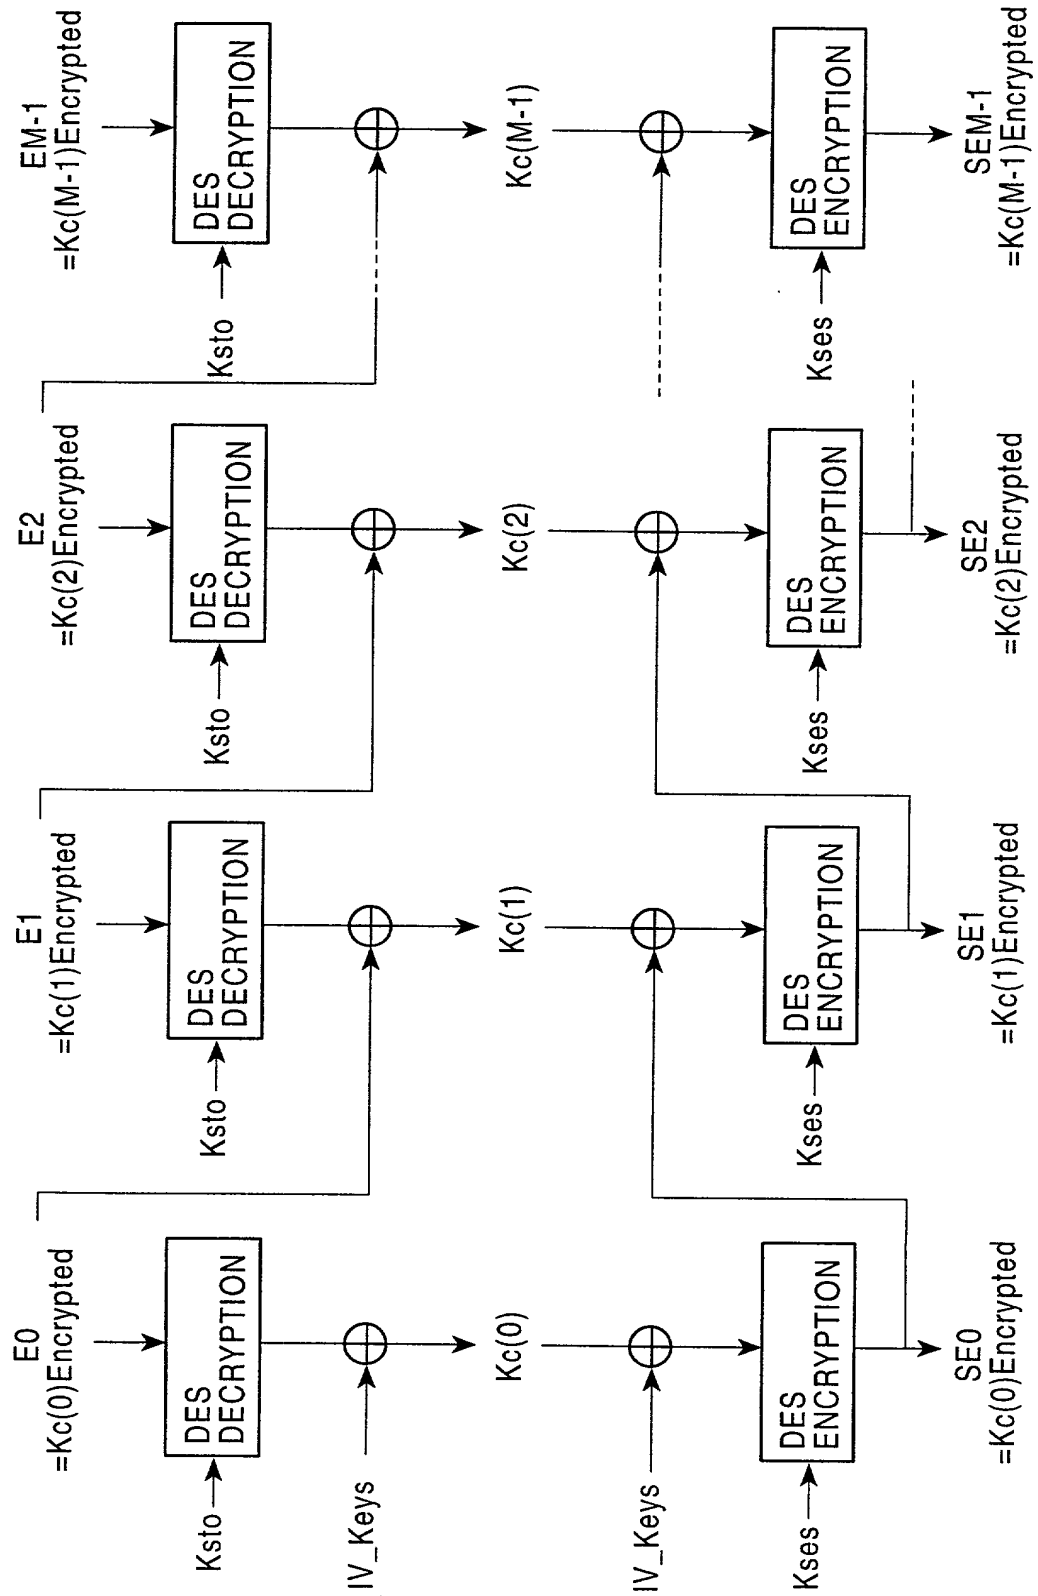 E0
=Kc(0)Encrypted
E1
=Kc(1)Encrypted
E2
=Kc(2)Encrypted
EM-1
=Kc(M-1)Encrypted
Ksto
DES
DECRYPTION
Ksto
DES
DECRYPTION
Ksto
DES
DECRYPTION
Ksto
DES
DECRYPTION
IV_Keys
Kc(0)
Kc(1)
Kc(2)
Kc(M-1)
IV_Keys
Kses
DES
ENCRYPTION
Kses
DES
ENCRYPTION
Kses
DES
ENCRYPTION
Kses
DES
ENCRYPTION
SE0
=Kc(0)Encrypted
SE1
=Kc(1)Encrypted
SE2
=Kc(2)Encrypted
SEM-1
=Kc(M-1)Encrypted